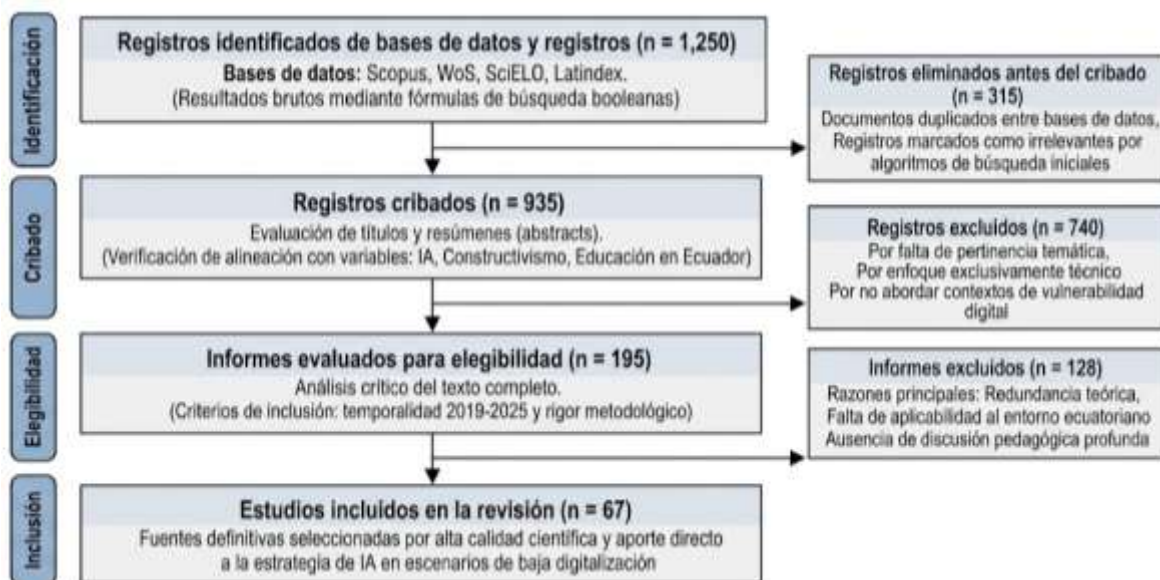 Identificación
Registros identificados de bases de datos y registros (n = 1,250)
Bases de datos: Scopus, WoS, SciELO, Latindex.
(Resultados brutos mediante fórmulas de búsqueda booleanas)
Registros eliminados antes del cribado
(n = 315)
Documentos duplicados entre bases de datos,
Registros marcados como irrelevantes por
algoritmos de búsqueda iniciales
Cribado
Registros cribados (n = 935)
Evaluación de títulos y resúmenes (abstracts).
(Verificación de alineación con variables: IA, Constructivismo, Educación en Ecuador)
Registros excluidos (n = 740)
Por falta de pertinencia temática,
Por enfoque exclusivamente técnico
Por no abordar contextos de vulnerabilidad
digital
Elegibilidad
Informes evaluados para elegibilidad (n = 195)
Análisis crítico del texto completo.
(Criterios de inclusión: temporalidad 2019-2025 y rigor metodológico)
Informes excluidos (n = 128)
Razones principales: Redundancia teórica,
Falta de aplicabilidad al entorno ecuatoriano
Ausencia de discusión pedagógica profunda
Inclusión
Estudios incluidos en la revisión (n = 67)
Fuentes definitivas seleccionadas por alta calidad científica y aporte directo
a la estrategia de IA en escenarios de baja digitalización